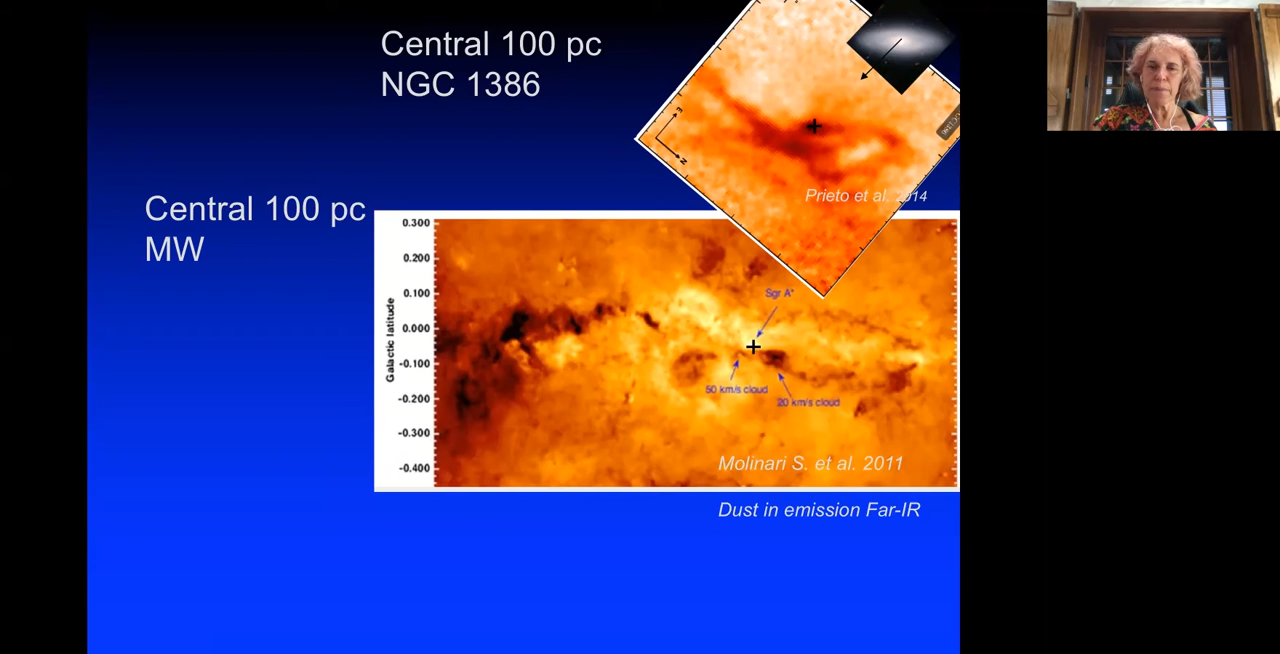 Central 100 pc
NGC 1386
E
N
Prieto et al. 2014
Central 100 pc
MW
Galactic latitude
0.300
0.200
0.100
0.000
-0.100
-0.200
-0.300
-0.400
Sgr A*
50 km/s cloud
20 km/s cloud
Molinari S. et al. 2011
Dust in emission Far-IR